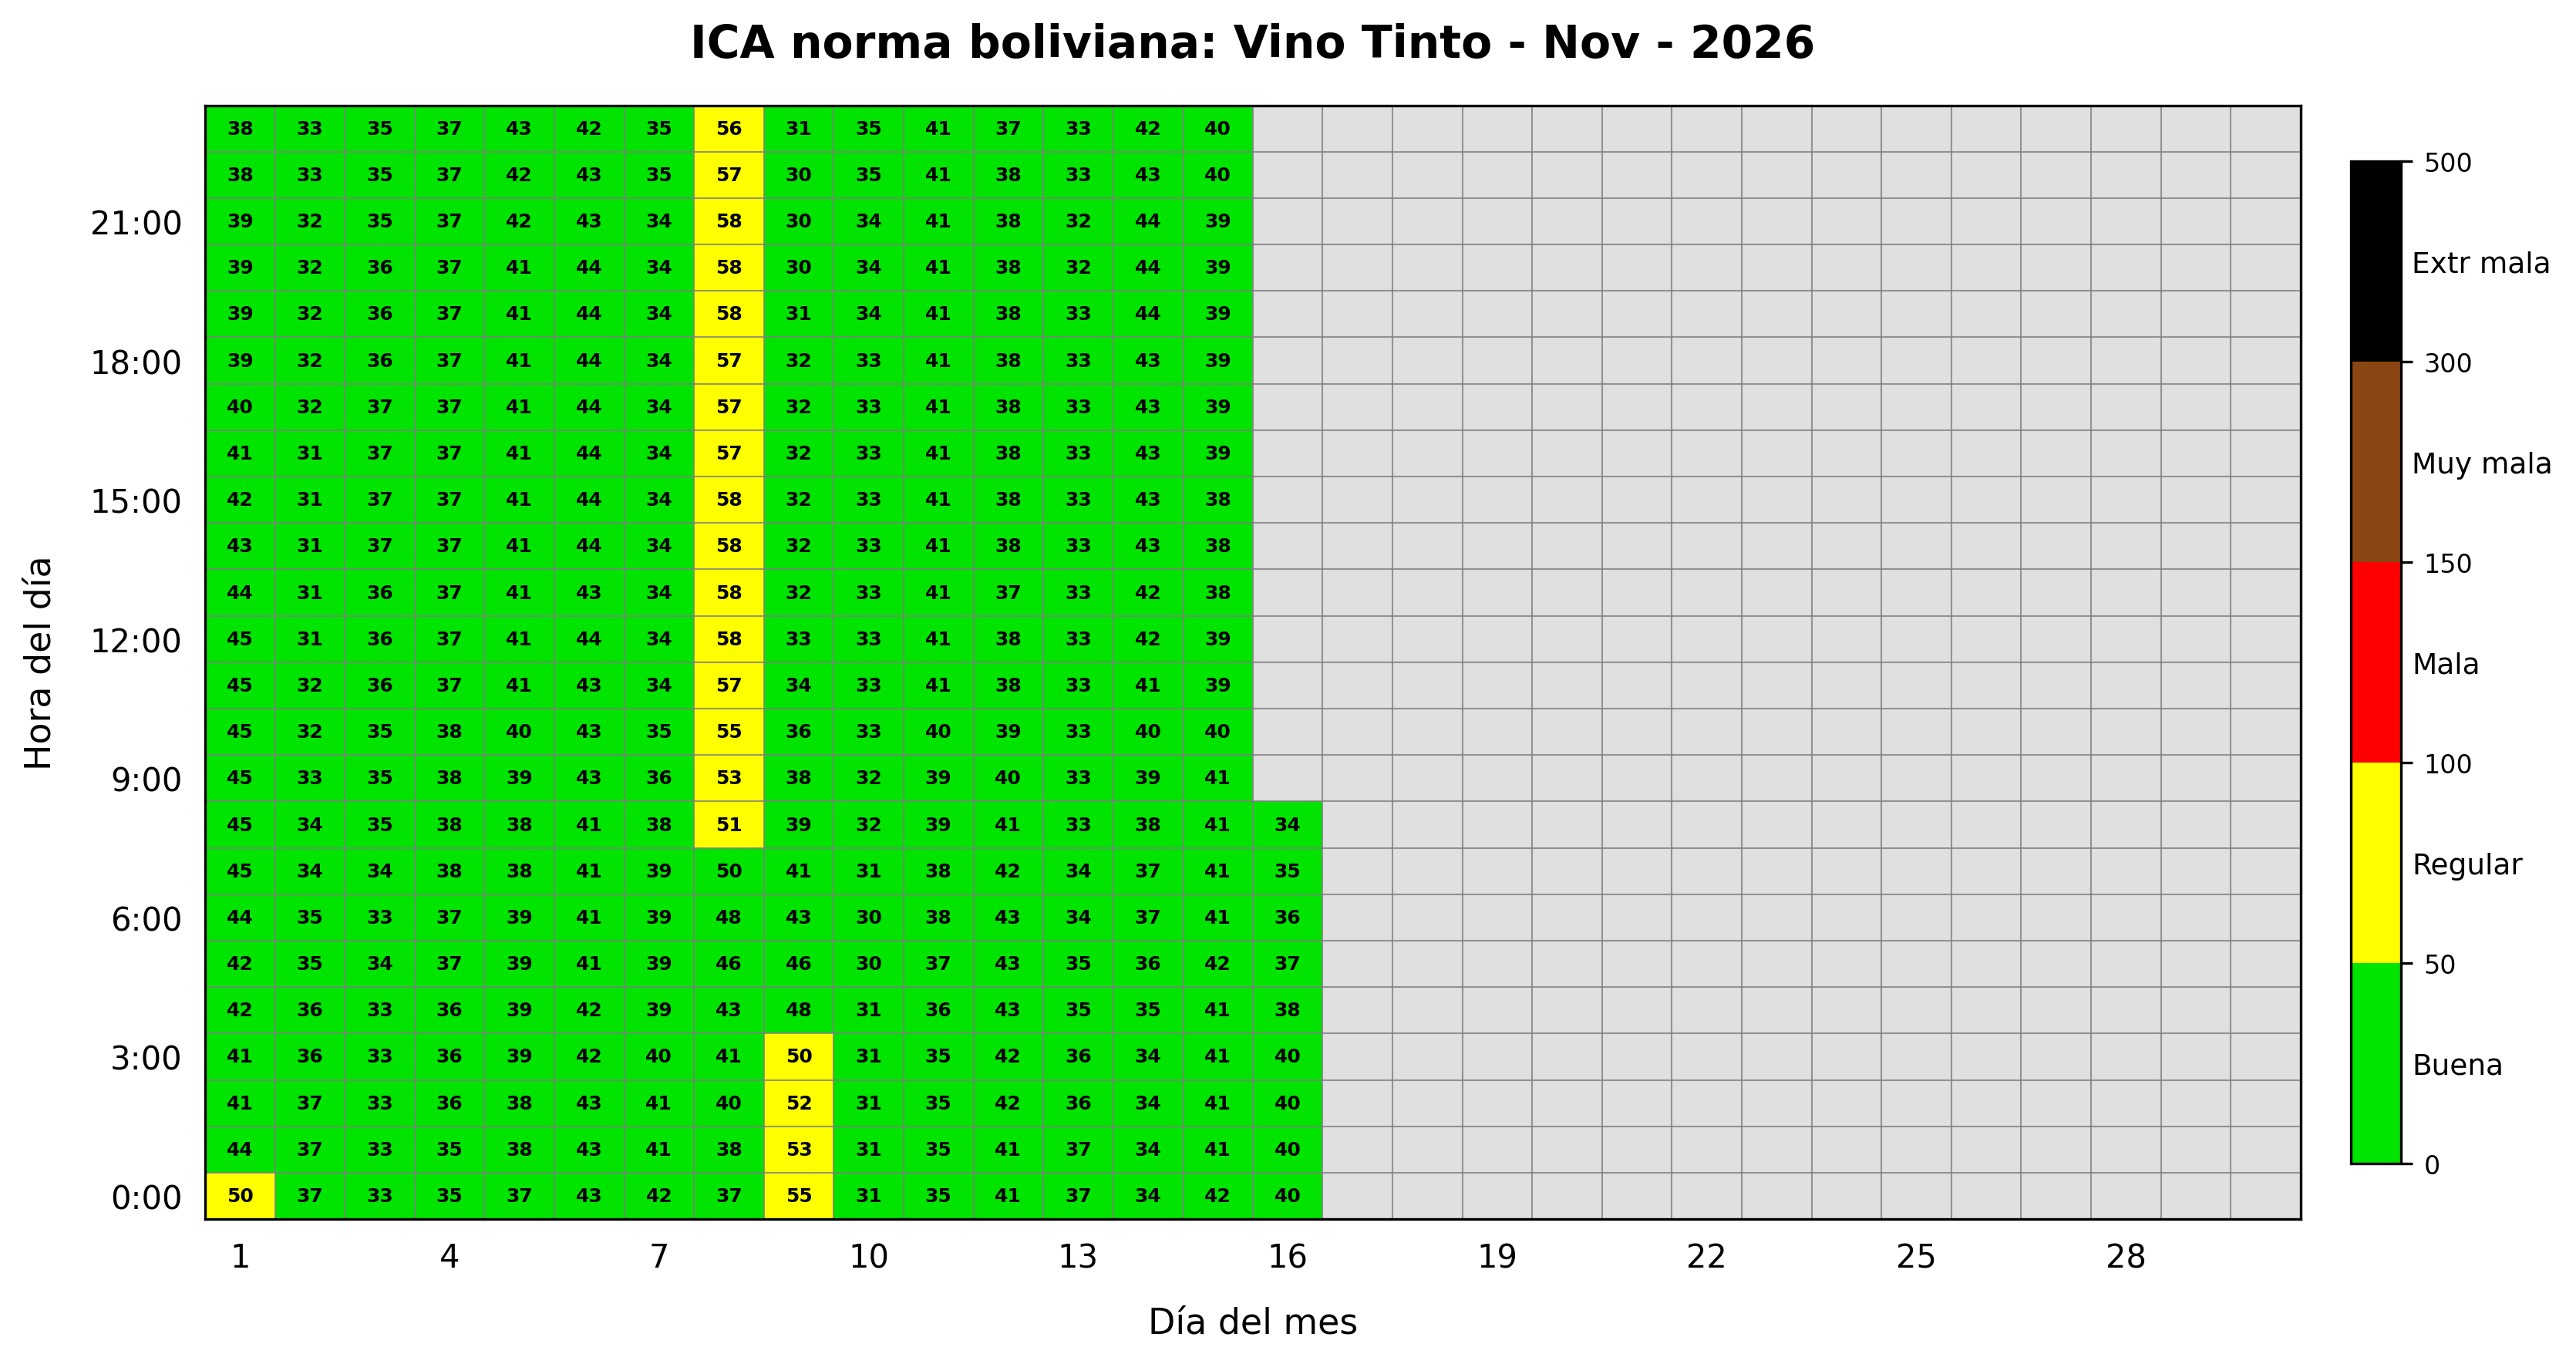 ICA norma boliviana: Vino Tinto - Nov - 2026
38 33 35 37 43 42 35 56 31 35 41 37 33 42 40
38 33 35 37 42 43 35 57 30 35 41 38 33 43 40
21:00 39 32 35 37 42 43 34 58 30 34 41 38 32 44 39
39 32 36 37 41 44 34 58 30 34 41 38 32 44 39
39 32 36 37 41 44 34 58 31 34 41 38 33 44 39
18:00 39 32 36 37 41 44 34 57 32 33 41 38 33 43 39
40 32 37 37 41 44 34 57 32 33 41 38 33 43 39
41 31 37 37 41 44 34 57 32 33 41 38 33 43 39
15:00 42 31 37 37 41 44 34 58 32 33 41 38 33 43 38
43 31 37 37 41 44 34 58 32 33 41 38 33 43 38
44 31 36 37 41 43 34 58 32 33 41 37 33 42 38
12:00 45 31 36 37 41 44 34 58 33 33 41 38 33 42 39
45 32 36 37 41 43 34 57 34 33 41 38 33 41 39
45 32 35 38 40 43 35 55 36 33 40 39 33 40 40
9:00 45 33 35 38 39 43 36 53 38 32 39 40 33 39 41
45 34 35 38 38 41 38 51 39 32 39 41 33 38 41 34
45 34 34 38 38 41 39 50 41 31 38 42 34 37 41 35
6:00 44 35 33 37 39 41 39 48 43 30 38 43 34 37 41 36
42 35 34 37 39 41 39 46 46 30 37 43 35 36 42 37
42 36 33 36 39 42 39 43 48 31 36 43 35 35 41 38
3:00 41 36 33 36 39 42 40 41 50 31 35 42 36 34 41 40
41 37 33 36 38 43 41 40 52 31 35 42 36 34 41 40
44 37 33 35 38 43 41 38 53 31 35 41 37 34 41 40
0:00 50 37 33 35 37 43 42 37 55 31 35 41 37 34 42 40
1 4 7 10 13 16 19 22 25 28
Día del mes
Hora del día
500
Extr mala
300
Muy mala
150
Mala
100
Regular
50
Buena
0